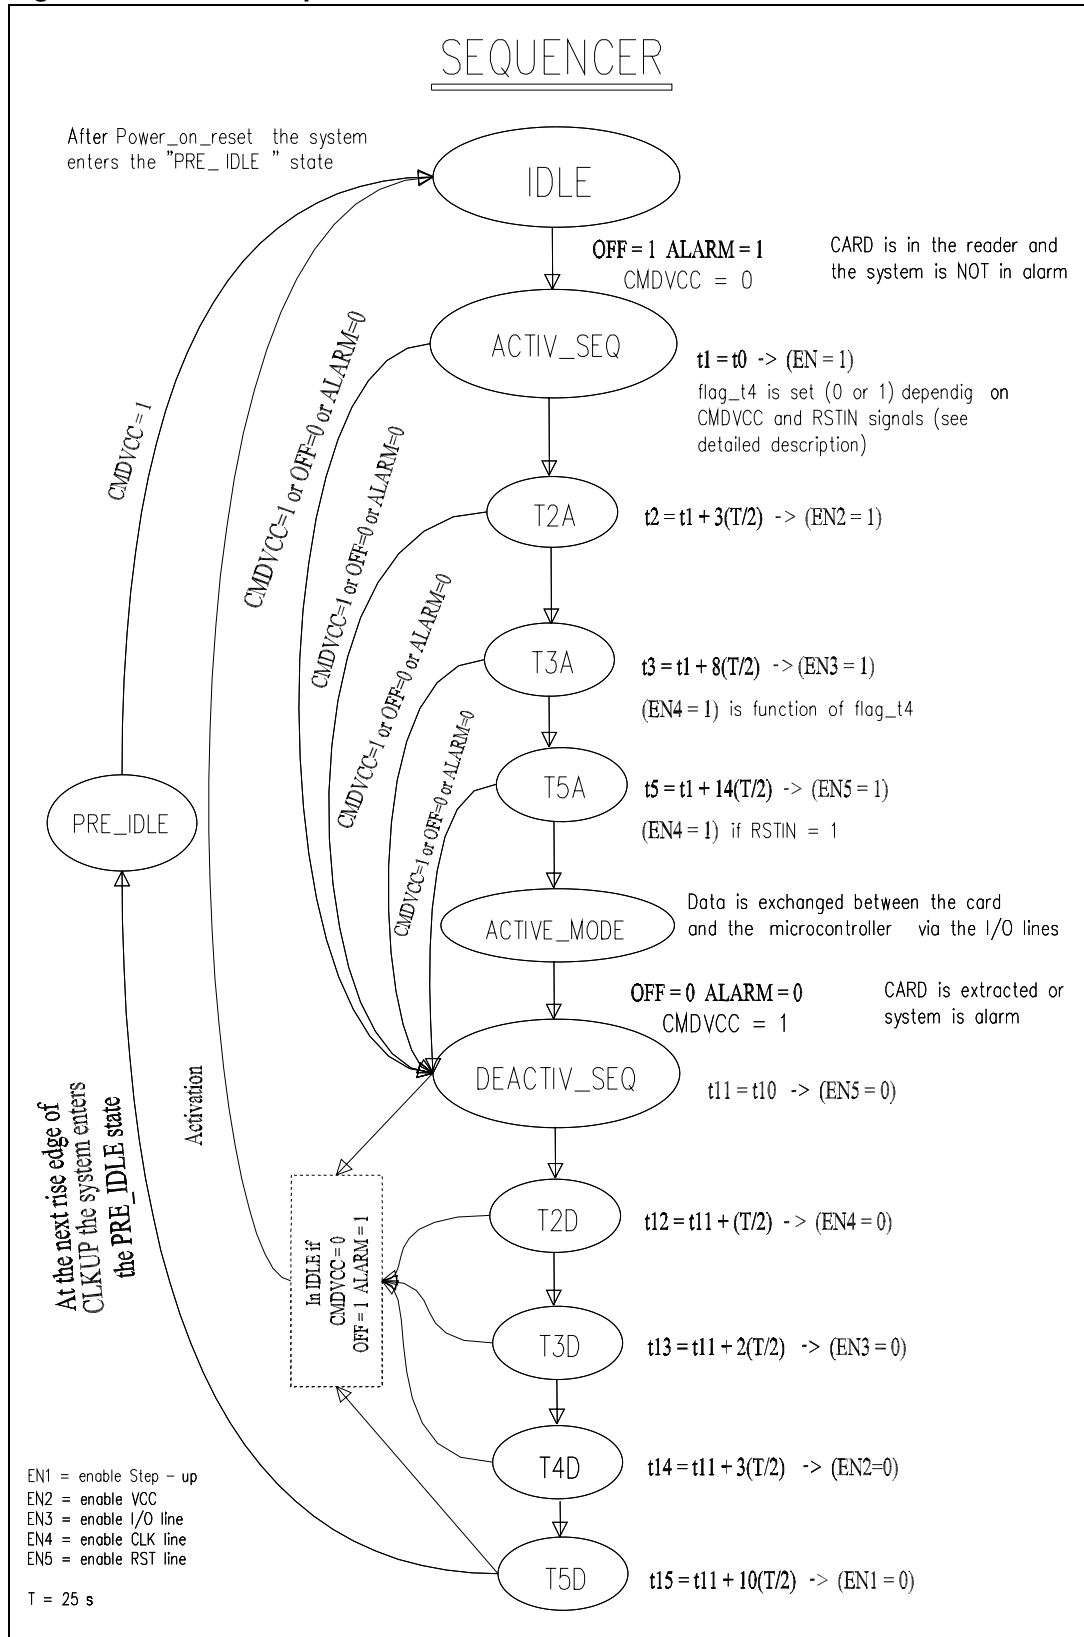 SEQUENCER
After Power_on_reset the system
enters the "PRE_ IDLE " state
IDLE
OFF = 1 ALARM = 1
CMDVCC = 0
CARD is in the reader and
the system is NOT in alarm
ACTIV_SEQ
t1 = t0 -> (EN = 1)
flag_t4 is set (0 or 1) dependig on
CMDVCC and RSTIN signals (see
detailed description)
CMDVCC=1
CMDVCC=1 or OFF=0 or ALARM=0
CMDVCC=1 or OFF=0 or ALARM=0
CMDVCC=1 or OFF=0 or ALARM=0
CMDVCC=1 or OFF=0 or ALARM=0
T2A
t2 = t1 + 3(T/2) -> (EN2 = 1)
T3A
t3 = t1 + 8(T/2) -> (EN3 = 1)
(EN4 = 1) is function of flag_t4
T5A
t5 = t1 + 14(T/2) -> (EN5 = 1)
(EN4 = 1) if RSTIN = 1
PRE_IDLE
ACTIVE_MODE
Data is exchanged between the card
and the microcontroller via the I/O lines
OFF = 0 ALARM = 0
CMDVCC = 1
CARD is extracted or
system is alarm
DEACTIV_SEQ
t11 = t10 -> (EN5 = 0)
At the next rise edge of
CLKUP the system enters
the PRE_IDLE state
Activation
In IDLE if
CMDVCC = 0
OFF = 1 ALARM = 1
T2D
t12 = t11 + (T/2) -> (EN4 = 0)
T3D
t13 = t11 + 2(T/2) -> (EN3 = 0)
T4D
t14 = t11 + 3(T/2) -> (EN2=0)
T5D
t15 = t11 + 10(T/2) -> (EN1 = 0)
EN1 = enable Step - up
EN2 = enable VCC
EN3 = enable I/O line
EN4 = enable CLK line
EN5 = enable RST line
T = 25 s